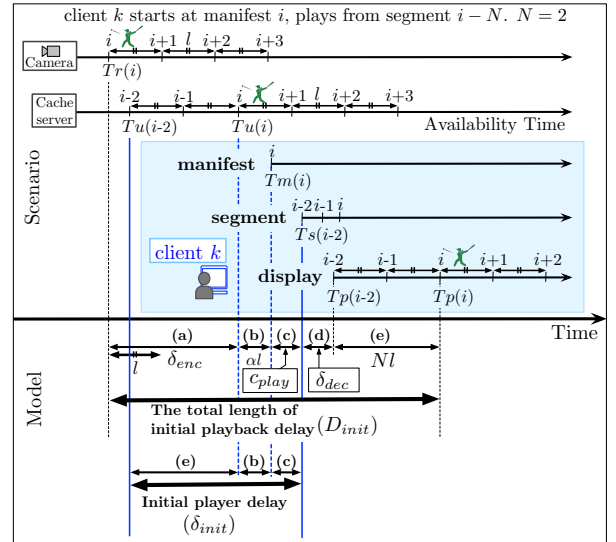 client k starts at manifest i, plays from segment i − N. N = 2
i i+1 l i+2 i+3
Camera
Tr(i)
Cache
server
i-2 i-1 i i+1 l i+2 i+3
Tu(i-2) Tu(i) Availability Time
Scenario
manifest i
Tm(i)
segment i-2 i-1 i
Ts(i-2)
client k
display i-2 i-1 i i+1 i+2
Tp(i-2) Tp(i)
Time
Model
(a) (b) (c) (d) (e)
l δenc αl cplay δdec Nl
The total length of
initial playback delay (Dinit)
(e) (b) (c)
Initial player delay
(δinit)